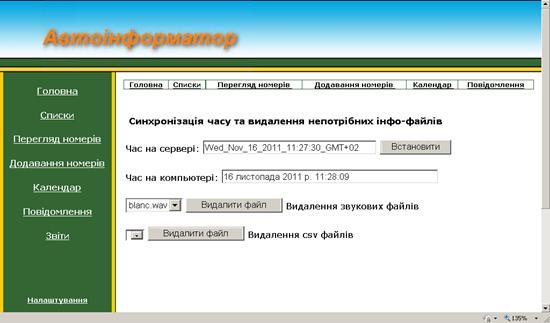 Автоінформатор
Головна Списки Перегляд номерів Додавання номерів Календар Повідомлення
Головна
Списки
Перегляд номерів
Додавання номерів
Календар
Повідомлення
Звіти
Налаштування
Синхронізація часу та видалення непотрібних інфо-файлів
Час на сервері: Wed_Nov_16_2011_11:27:30_GMT+02 Встановити
Час на компьютері: 16 листопада 2011 р. 11:28:09
blanc.wav Видалити файл Видалення звукових файлів
Видалити файл Видалення csv файлів
135%